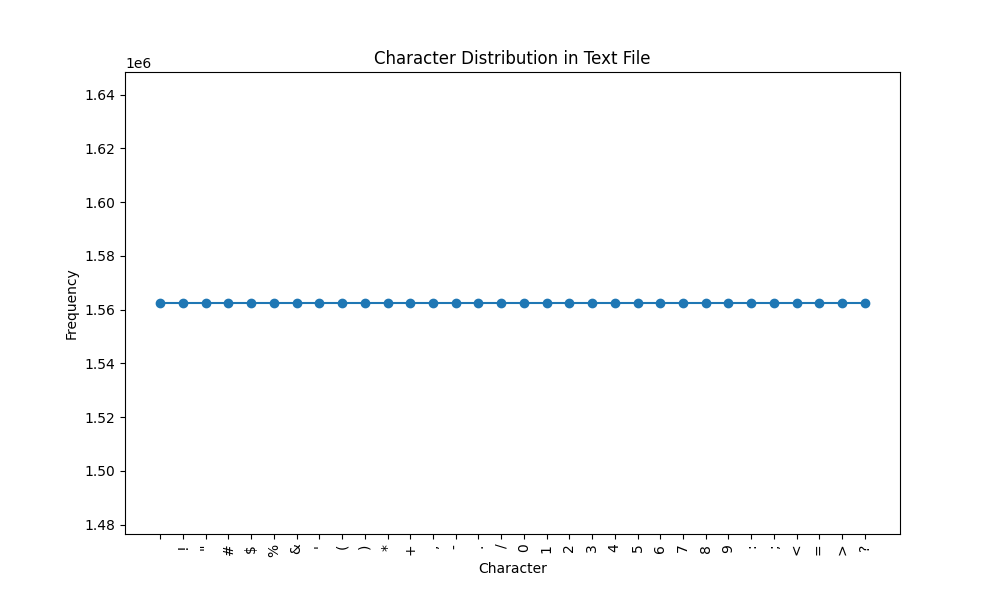 Character Distribution in Text File
1e6
1.64
1.62
1.60
1.58
1.56
1.54
1.52
1.50
1.48
Frequency
! " # $ % & ' ( ) * + , - . / 0 1 2 3 4 5 6 7 8 9 : ; < = > ?
Character